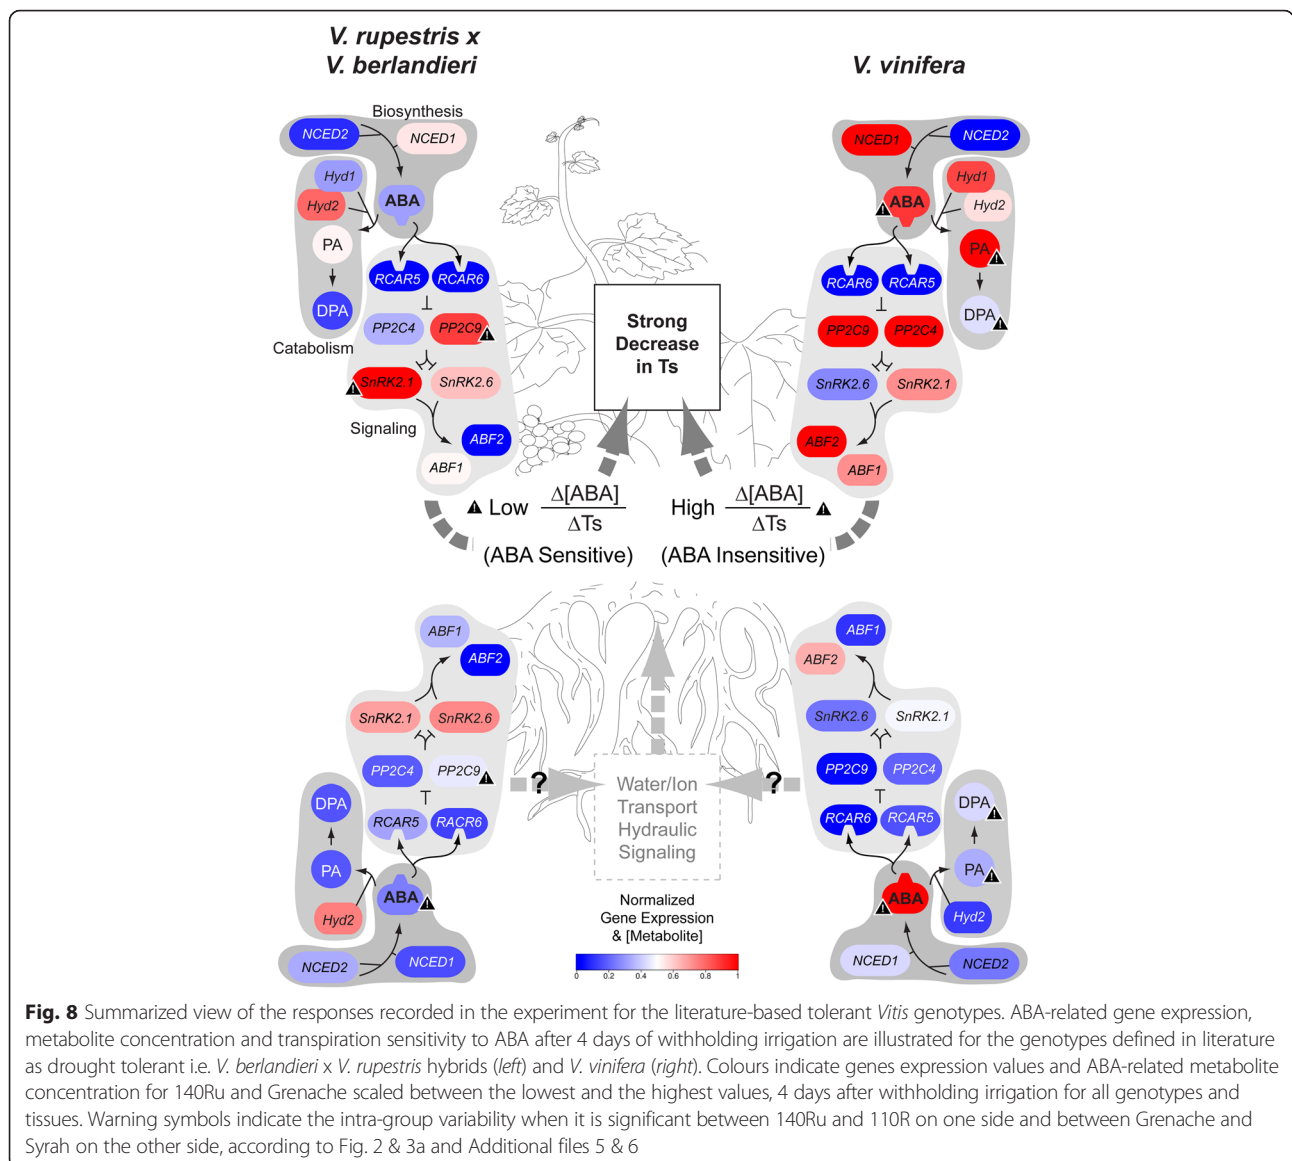 V. rupestris x
V. berlandieri
V. vinifera
Biosynthesis
NCED2
NCED1
Hyd1
Hyd2
ABA
PA
DPA
Catabolism
RCAR5
RCAR6
PP2C4
PP2C9
SnRK2.1
SnRK2.6
Signaling
ABF2
ABF1
NCED1
NCED2
Hyd1
Hyd2
ABA
PA
DPA
RCAR6
RCAR5
PP2C9
PP2C4
SnRK2.6
SnRK2.1
ABF2
ABF1
Strong
Decrease
in Ts
Low Δ[ABA]
ΔTs
(ABA Sensitive)
High Δ[ABA]
ΔTs
(ABA Insensitive)
ABF1
ABF2
SnRK2.1
SnRK2.6
PP2C4
PP2C9
RCAR5
RACR6
DPA
PA
ABA
Hyd2
NCED2
NCED1
?
Water/Ion
Transport
Hydraulic
Signaling
?
ABF1
ABF2
SnRK2.6
SnRK2.1
PP2C9
PP2C4
RCAR6
RCAR5
DPA
PA
ABA
Hyd2
NCED1
NCED2
Normalized
Gene Expression
& [Metabolite]
0 0.2 0.4 0.6 0.8 1
Fig. 8 Summarized view of the responses recorded in the experiment for the literature-based tolerant Vitis genotypes. ABA-related gene expression,
metabolite concentration and transpiration sensitivity to ABA after 4 days of withholding irrigation are illustrated for the genotypes defined in literature
as drought tolerant i.e. V. berlandieri x V. rupestris hybrids (left) and V. vinifera (right). Colours indicate genes expression values and ABA-related metabolite
concentration for 140Ru and Grenache scaled between the lowest and the highest values, 4 days after withholding irrigation for all genotypes and
tissues. Warning symbols indicate the intra-group variability when it is significant between 140Ru and 110R on one side and between Grenache and
Syrah on the other side, according to Fig. 2 & 3a and Additional files 5 & 6